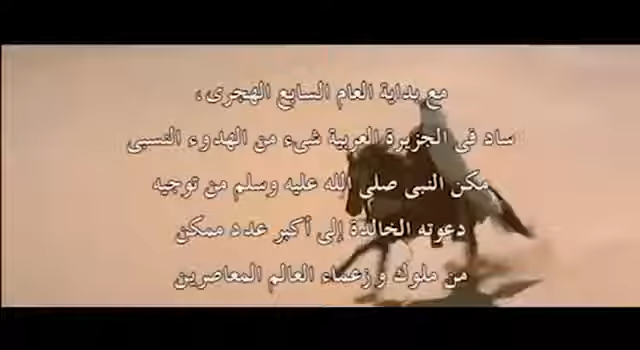 مع بداية العام السابع الهجرى ،
ساد فى الجزيرة العربية شىء من الهدوء النسبى
مكن النبى صلى الله عليه وسلم من توجيه
دعوته الخالدة إلى أكبر عدد ممكن
من ملوك و زعماء العالم المعاصرين